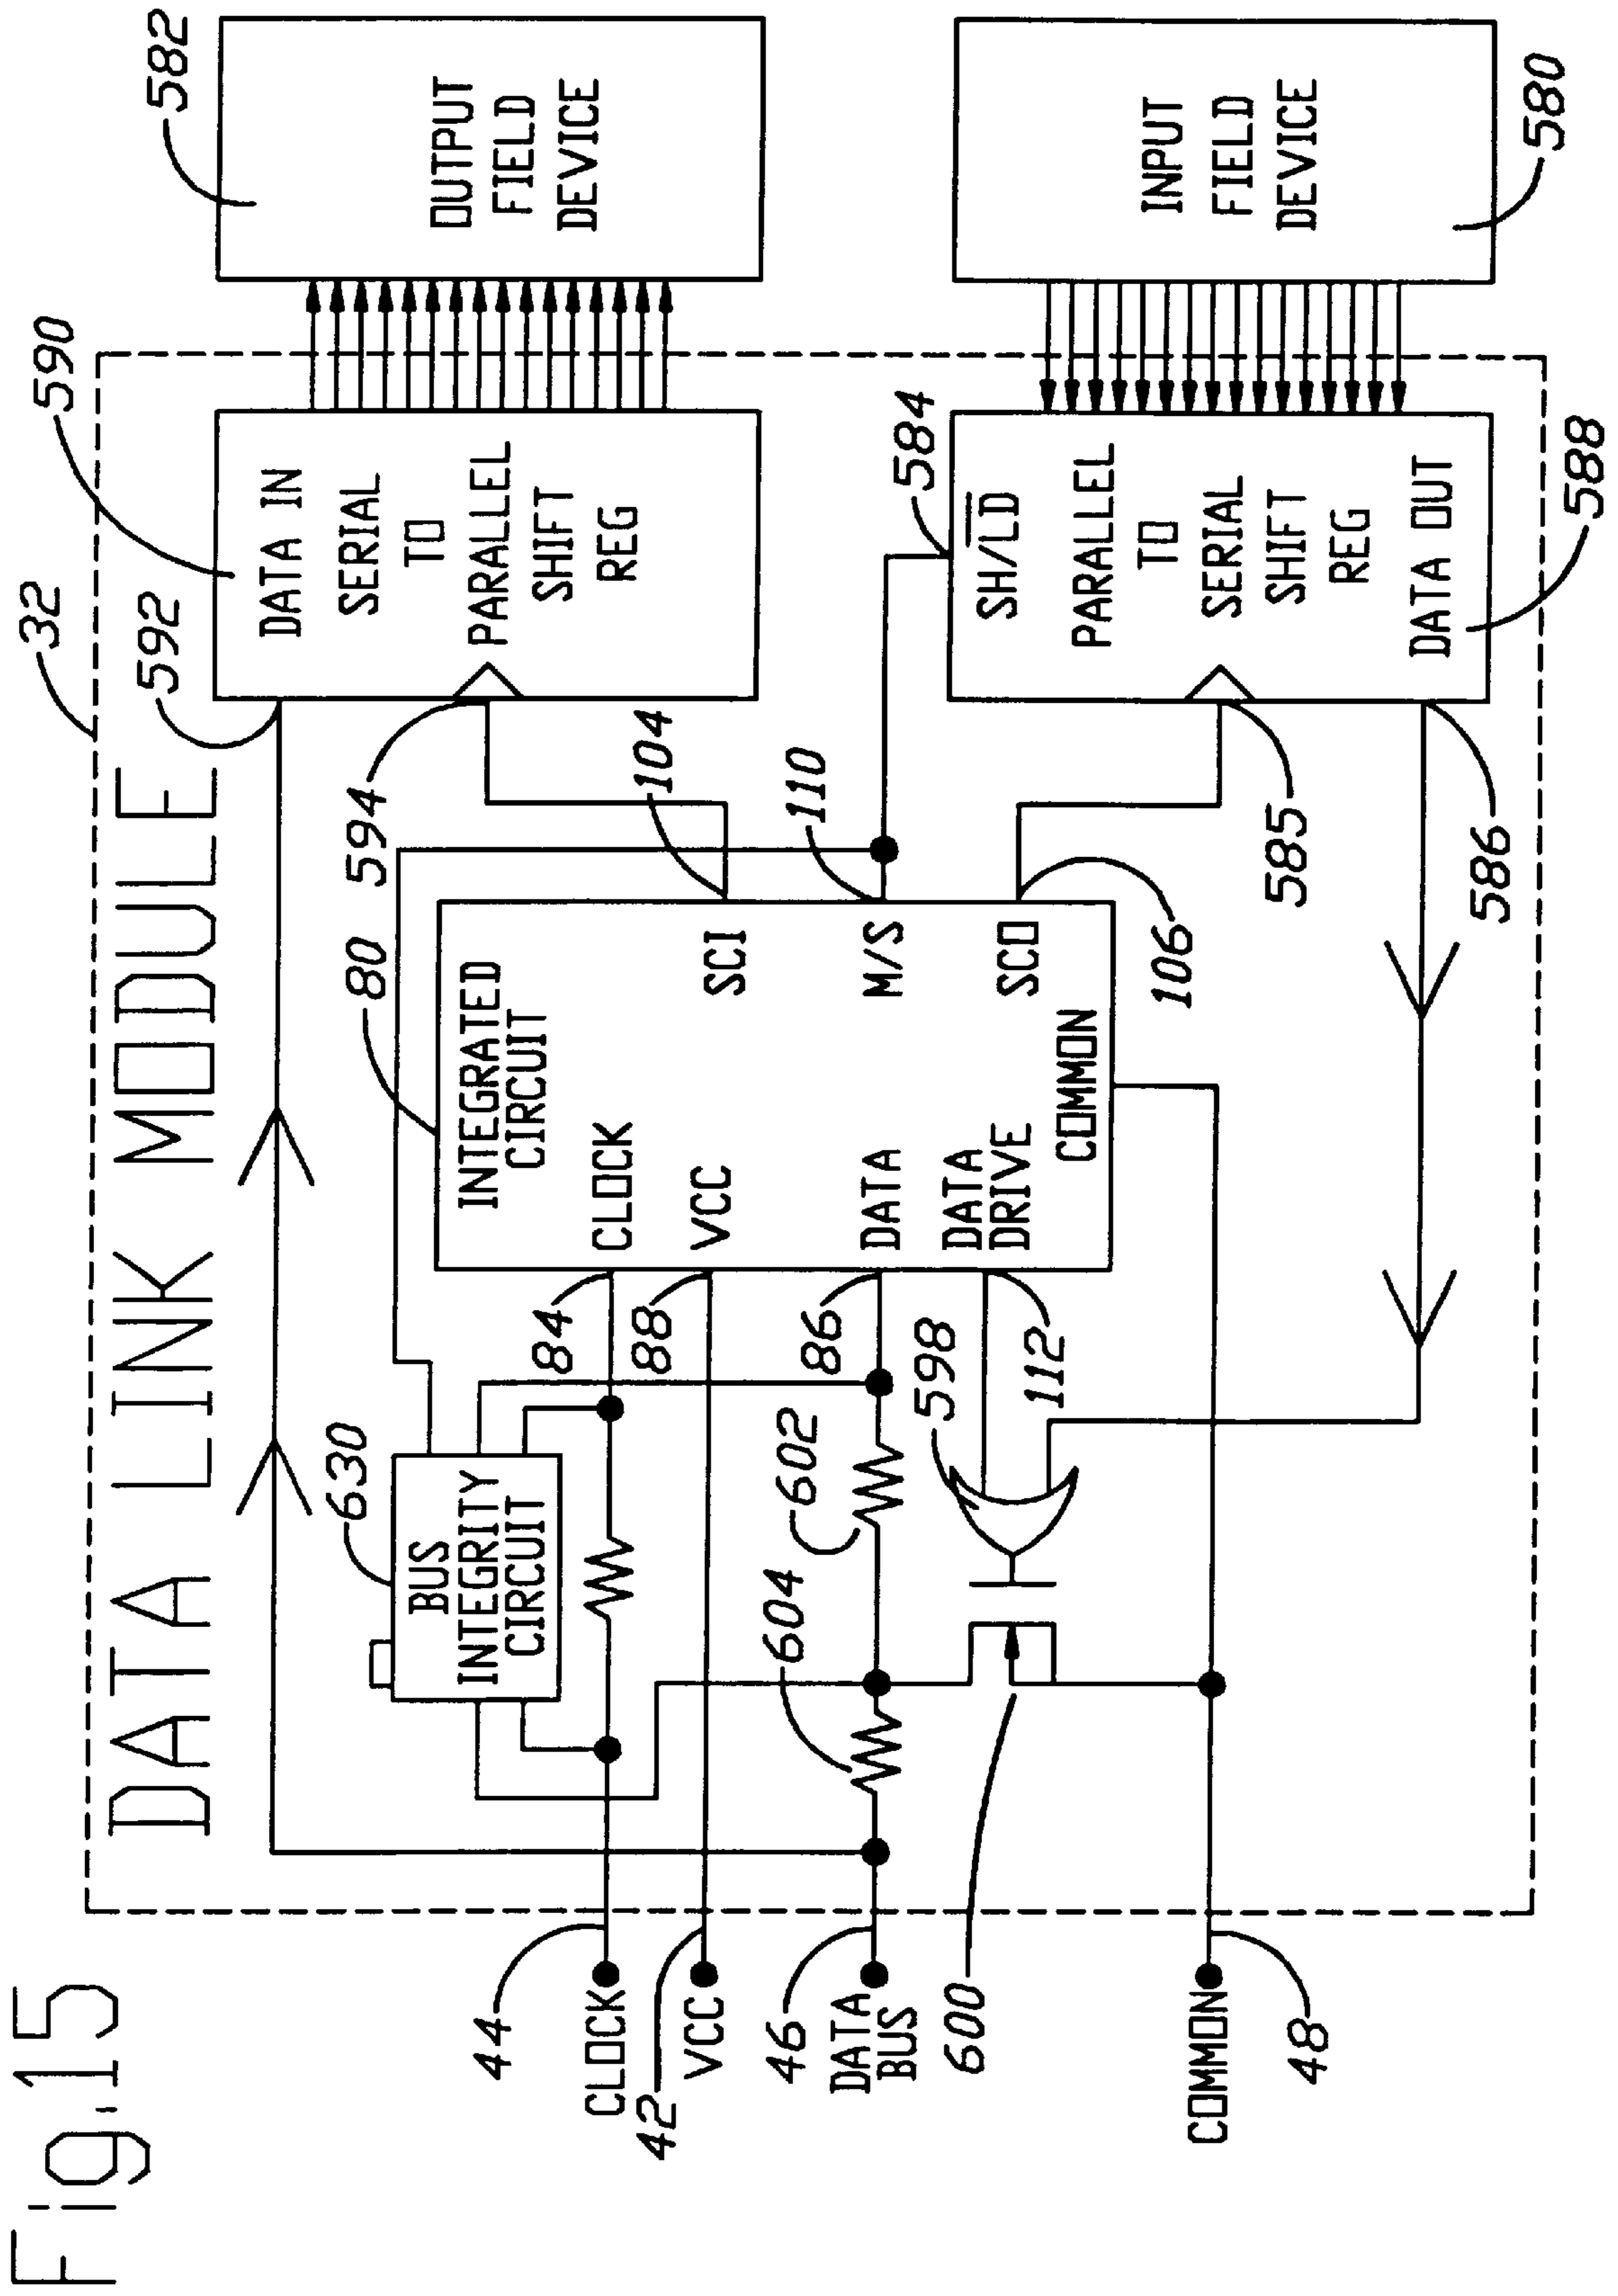 Fig.15
DATA LINK MODULE
32
590
582
592
DATA IN
SERIAL
TO
PARALLEL
SHIFT
REG
OUTPUT
FIELD
DEVICE
594
104
110
80
630
BUS
INTEGRITY
CIRCUIT
INTEGRATED
CIRCUIT
44
CLOCK
84
CLOCK
SCI
42
VCC
88
VCC
46
DATA
BUS
604
602
86
DATA
M/S
598
DATA
DRIVE
SCO
600
112
COMMON
106
COMMON
48
584
SH/LD
PARALLEL
TO
SERIAL
SHIFT
REG
DATA OUT
INPUT
FIELD
DEVICE
585
586
588
580